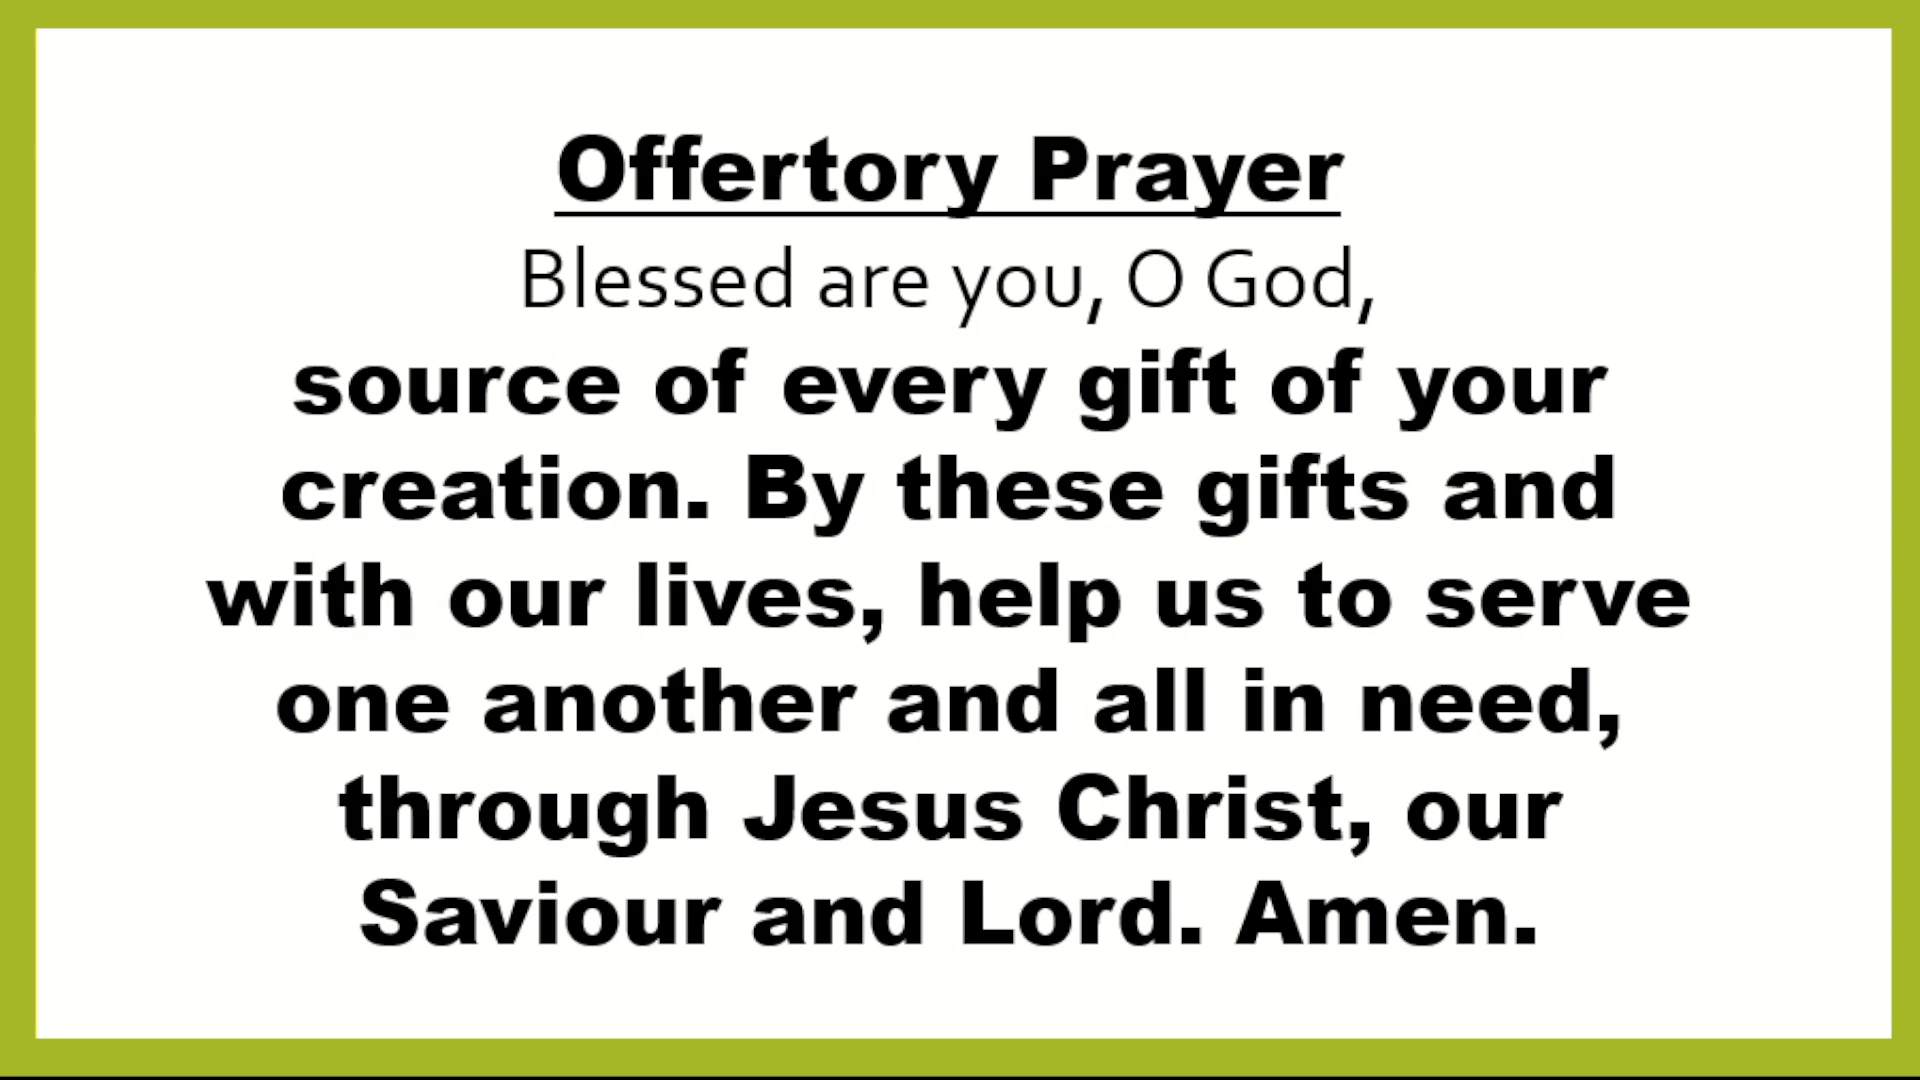 Offertory Prayer
Blessed are you, O God,
source of every gift of your
creation. By these gifts and
with our lives, help us to serve
one another and all in need,
through Jesus Christ, our
Saviour and Lord. Amen.